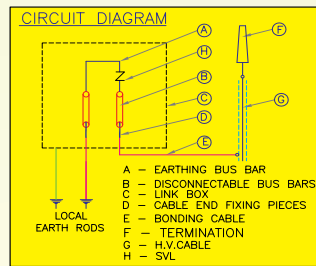 CIRCUIT DIAGRAM
A
F
H
B
C
G
D
E
A – EARTHING BUS BAR
B – DISCONNECTABLE BUS BARS
C – LINK BOX
D – CABLE END FIXING PIECES
E – BONDING CABLE
F – TERMINATION
G – H.V.CABLE
H – SVL
LOCAL
EARTH RODS